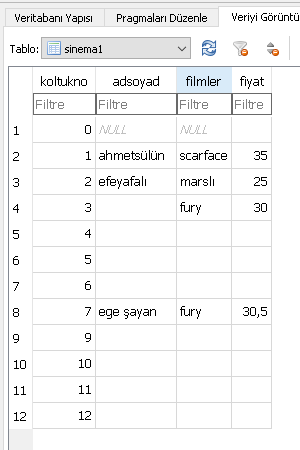 Veritabanı Yapısı Pragmaları Düzenle Veriyi Görüntü
Tablo: sinema1
koltukno adsoyad filmler fiyat
Filtre Filtre Filtre Filtre
1 0 NULL NULL
2 1 ahmetsülün scarface 35
3 2 efeyafalı marslı 25
4 3 fury 30
5 4
6 5
7 6
8 7 ege şayan fury 30,5
9 9
10 10
11 11
12 12